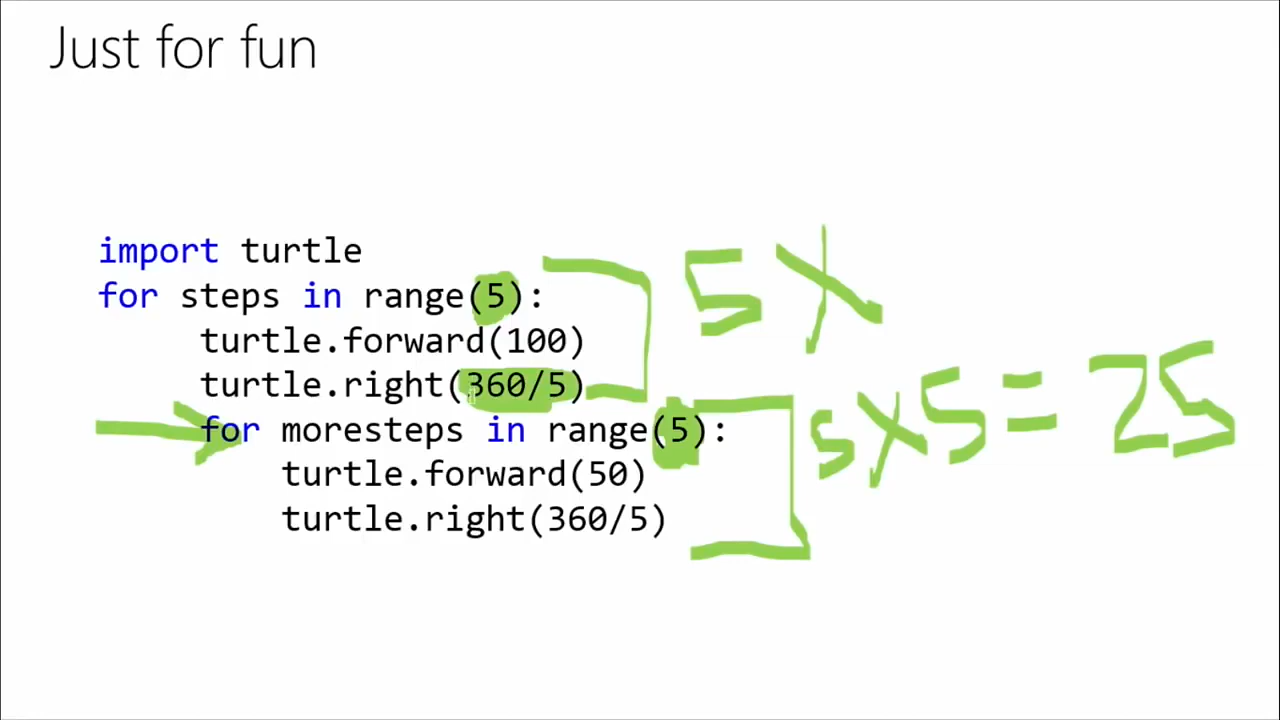 Just for fun
import turtle
for steps in range(5):
    turtle.forward(100)
    turtle.right(360/5)
    for moresteps in range(5):
        turtle.forward(50)
        turtle.right(360/5)
5X
5X5=25